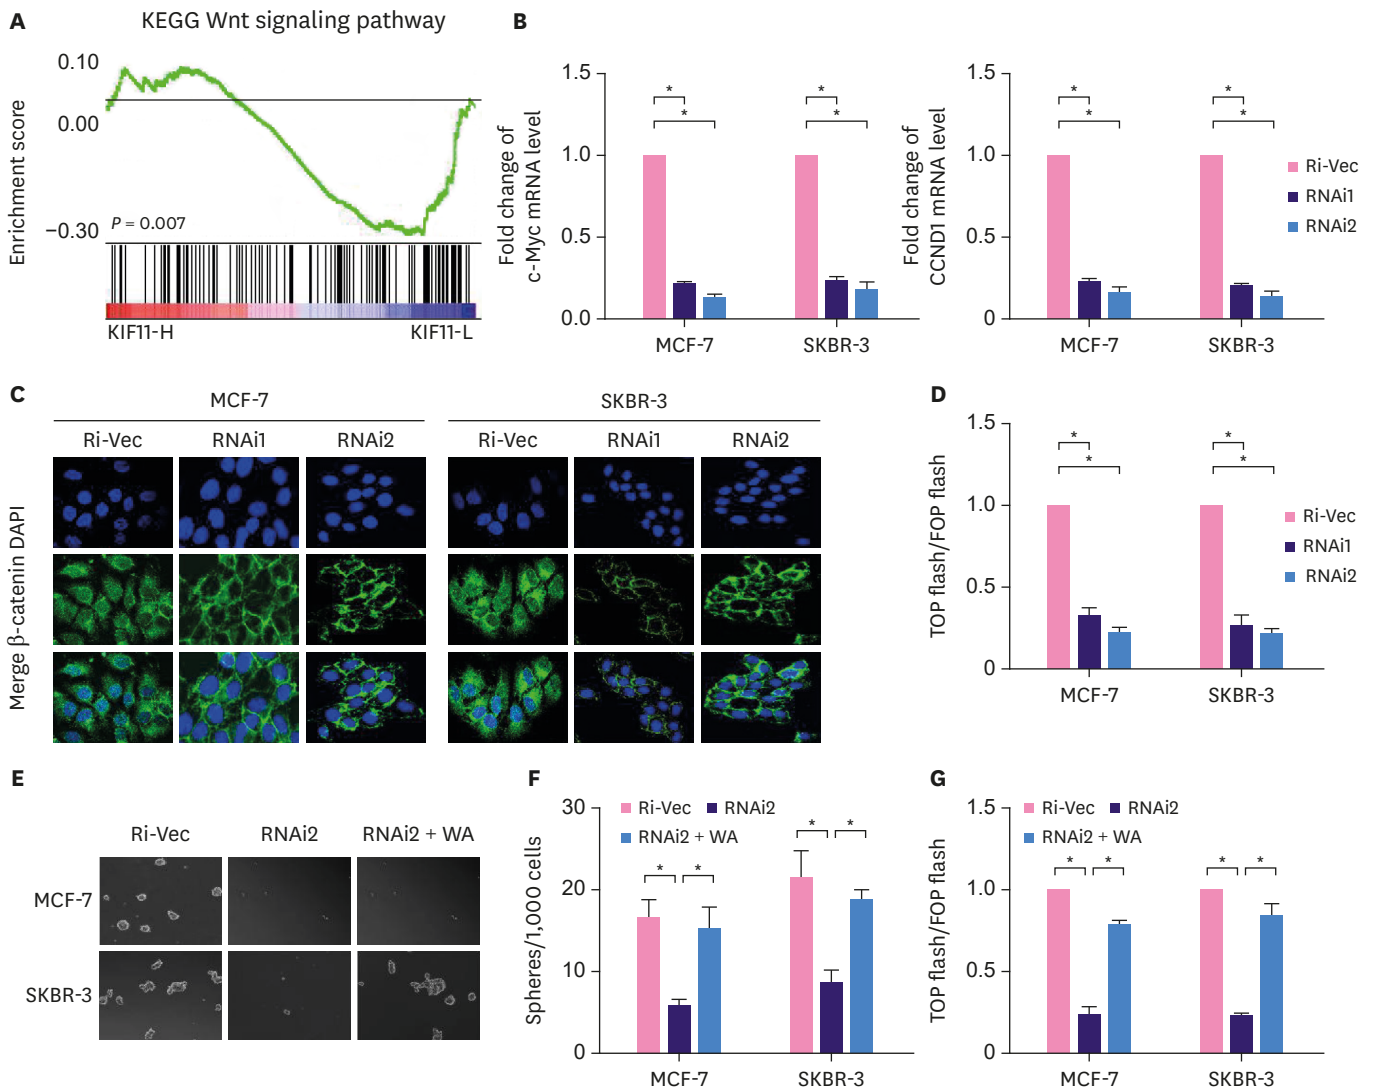 A
KEGG Wnt signaling pathway
Enrichment score
0.10
0.00
−0.30
P = 0.007
KIF11-H
KIF11-L
B
Fold change of
c-Myc mRNA level
1.5
1.0
0.5
0.0
*
*
*
*
MCF-7
SKBR-3
Fold change of
CCND1 mRNA level
1.5
1.0
0.5
0
*
*
*
*
MCF-7
SKBR-3
Ri-Vec
RNAi1
RNAi2
C
MCF-7
SKBR-3
Ri-Vec
RNAi1
RNAi2
Ri-Vec
RNAi1
RNAi2
Merge β-catenin DAPI
D
TOP flash/FOP flash
1.5
1.0
0.5
0
*
*
*
*
MCF-7
SKBR-3
Ri-Vec
RNAi1
RNAi2
E
Ri-Vec
RNAi2
RNAi2 + WA
MCF-7
SKBR-3
F
Spheres/1,000 cells
30
20
10
0
Ri-Vec
RNAi2
RNAi2 + WA
*
*
*
*
MCF-7
SKBR-3
G
TOP flash/FOP flash
1.5
1.0
0.5
0
Ri-Vec
RNAi2
RNAi2 + WA
*
*
*
*
MCF-7
SKBR-3